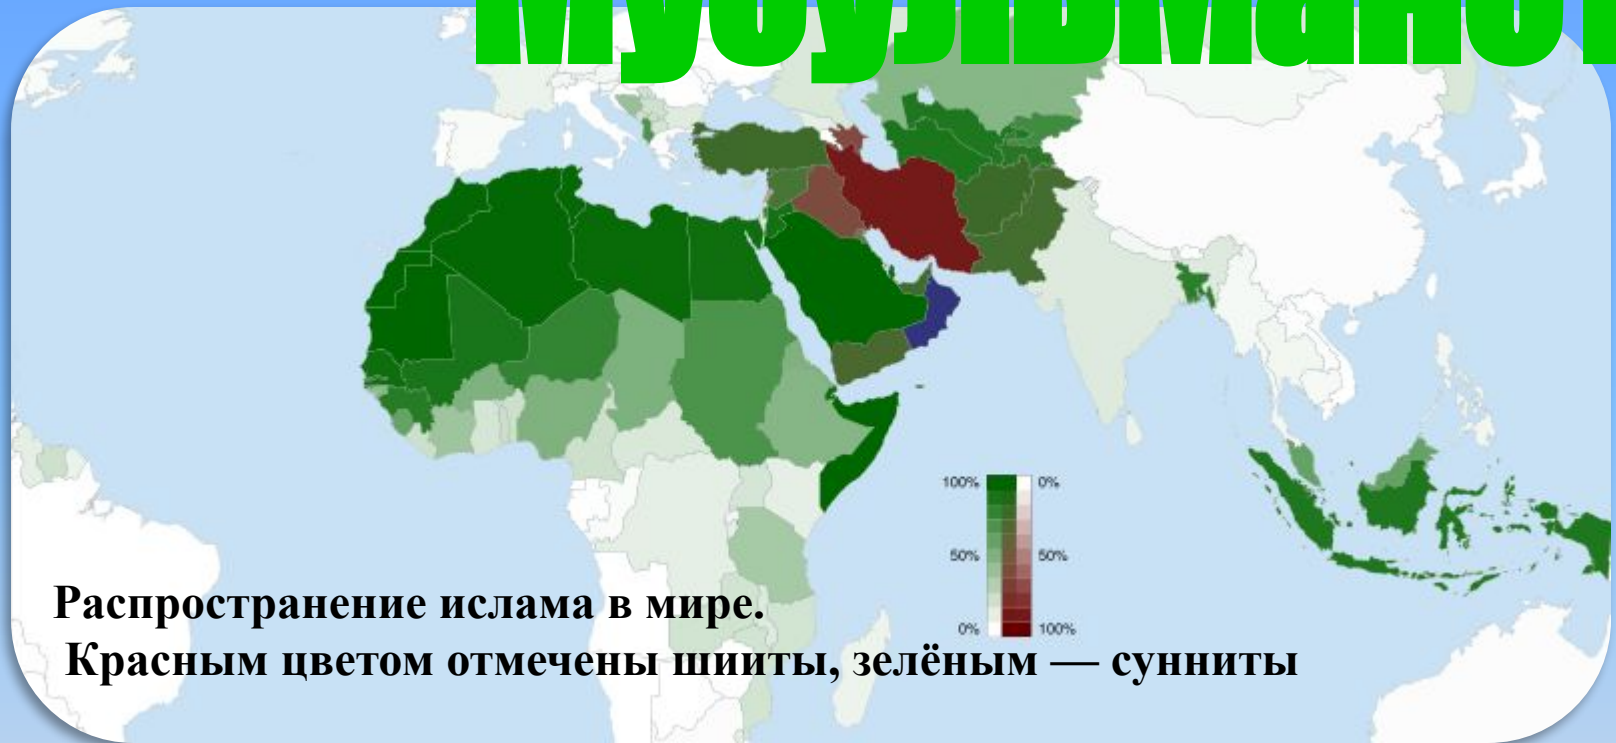 100% 0%
50% 50%
0% 100%
Распространение ислама в мире.
Красным цветом отмечены шииты, зелёным — сунниты